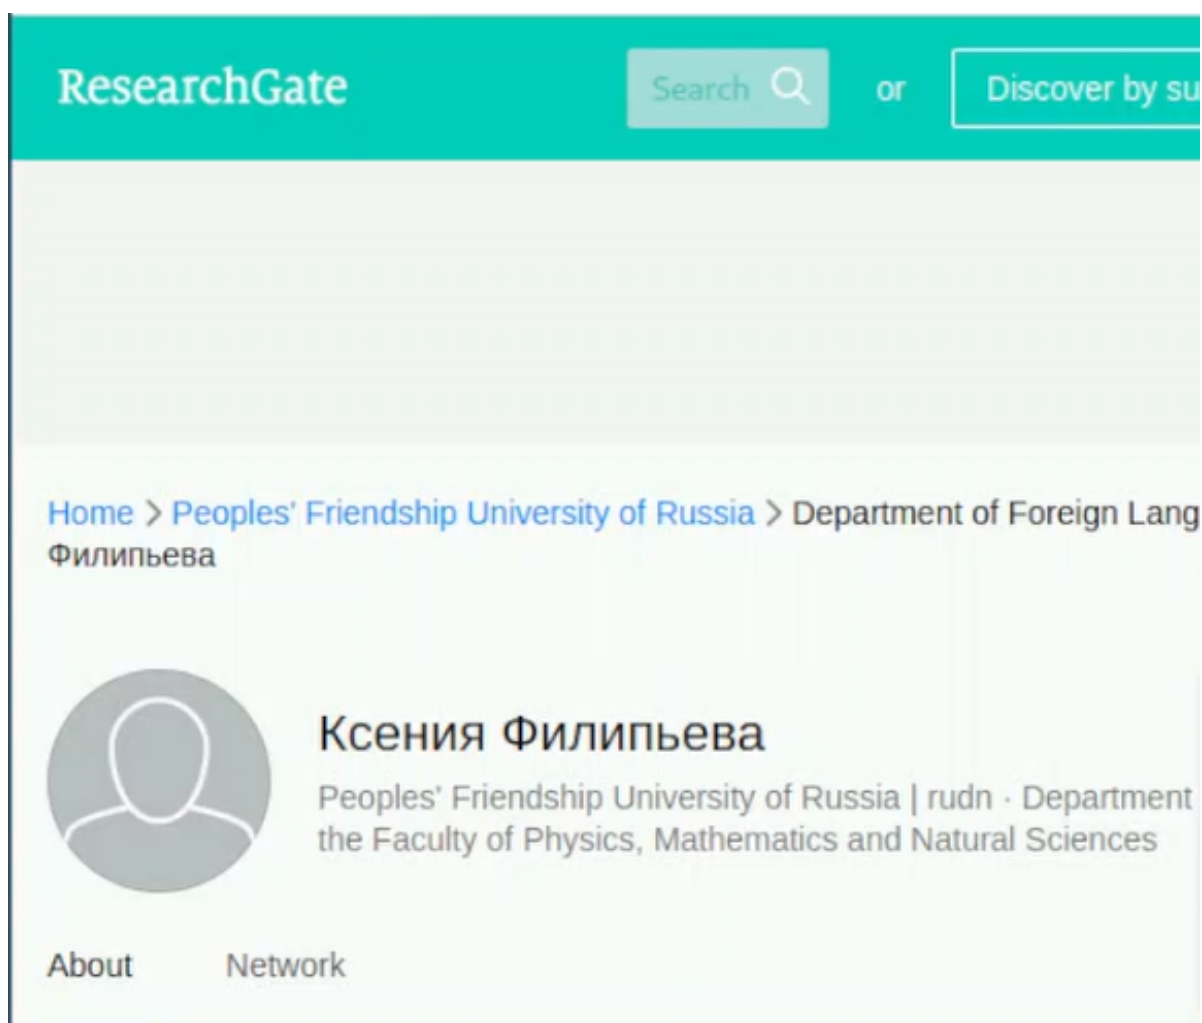 ResearchGate
Search
or
Discover by su
Home > Peoples' Friendship University of Russia > Department of Foreign Lang
Филипьева
Ксения Филипьева
Peoples' Friendship University of Russia | rudn · Department
the Faculty of Physics, Mathematics and Natural Sciences
About
Network